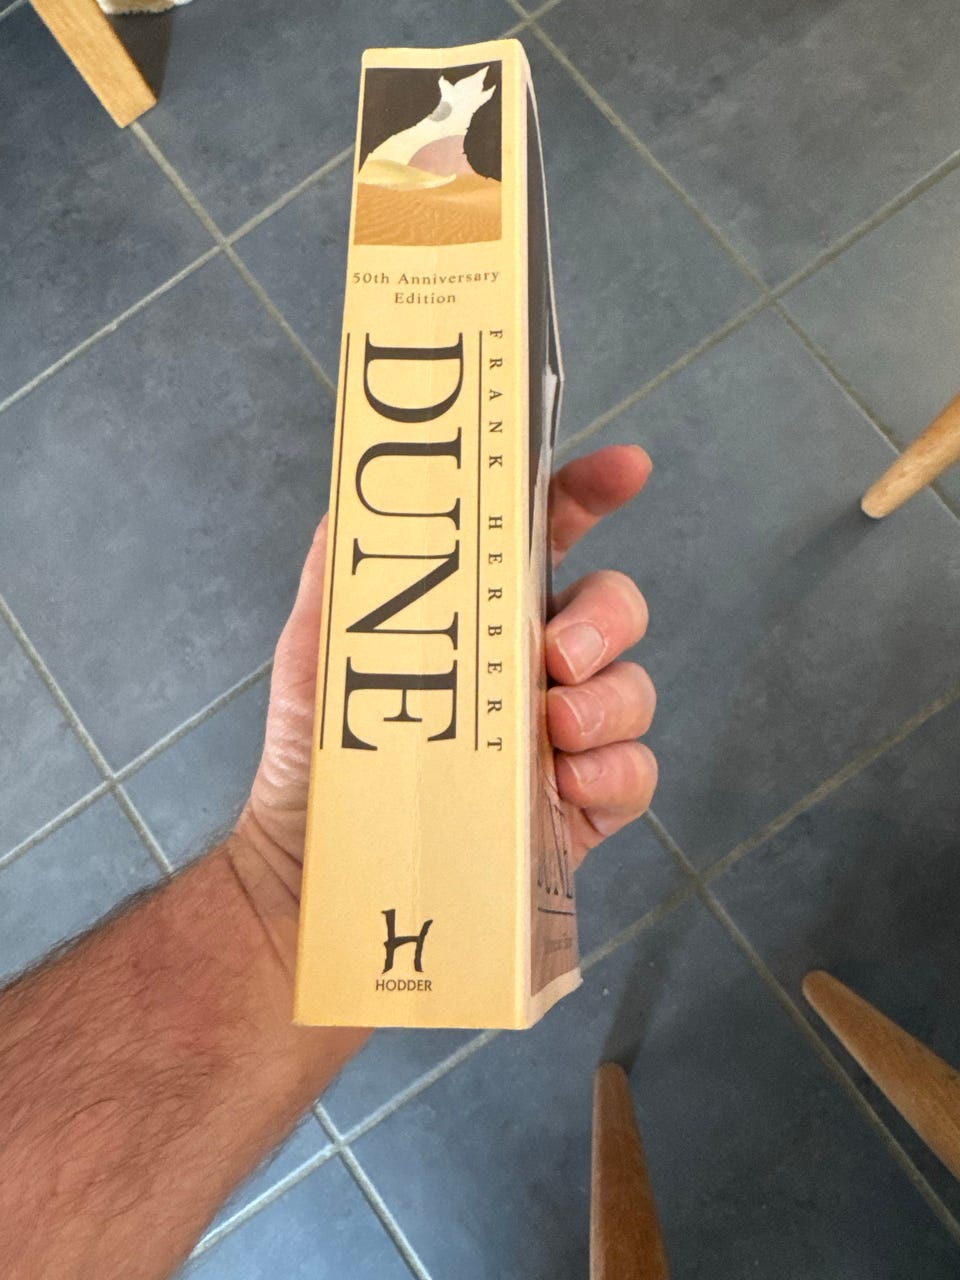 50th Anniversary
Edition
FRANK HERBERT
DUNE
H
HODDER